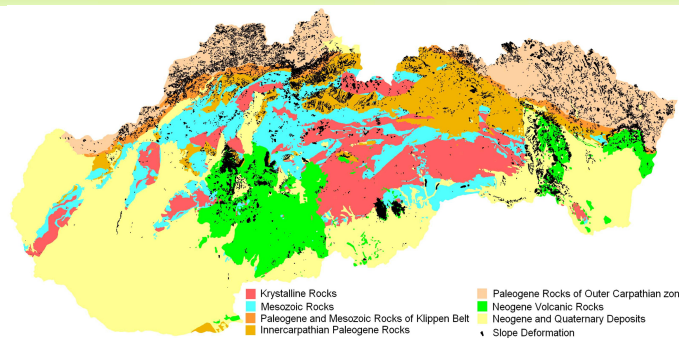 Krystalline Rocks
Mesozoic Rocks
Paleogene and Mesozoic Rocks of Klippen Belt
Innercarpathian Paleogene Rocks
Paleogene Rocks of Outer Carpathian zon
Neogene Volcanic Rocks
Neogene and Quaternary Deposits
Slope Deformation